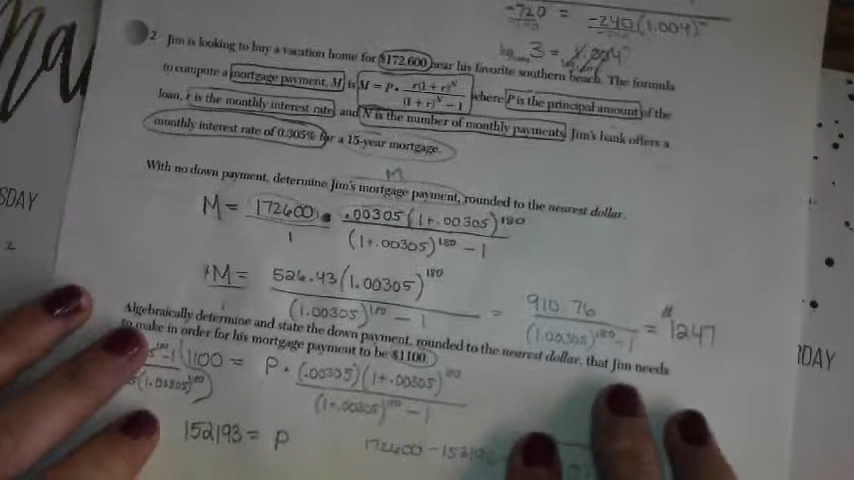 -720 = -240(1.004)ⁿ
3 = 1.004ⁿ
2 Jim is looking to buy a vacation home for $172,600 near his favorite southern beach. The formula
to compute a mortgage payment, M, is M = P • r(1 + r)^N / (1 + r)^N - 1 where P is the principal amount of the
loan, r is the monthly interest rate, and N is the number of monthly payments. Jim's bank offers a
monthly interest rate of 0.305% for a 15-year mortgage.
With no down payment, determine Jim's mortgage payment, rounded to the nearest dollar.
M
M = 172600 / 1 • .00305(1+.00305)^180 / (1+.00305)^180 - 1
M = 526.43(1.00305)^180 / (1.00305)^180 - 1 = 910.76 / (1.00305)^180 - 1 = 1247
Algebraically determine and state the down payment, rounded to the nearest dollar, that Jim needs
to make in order for his mortgage payment to be $1100.
1100 = P • (.00305)(1+.00305)^180 / (1+.00305)^180 - 1
152193 = P
172600 - 152193
SDAY
2
RDAY